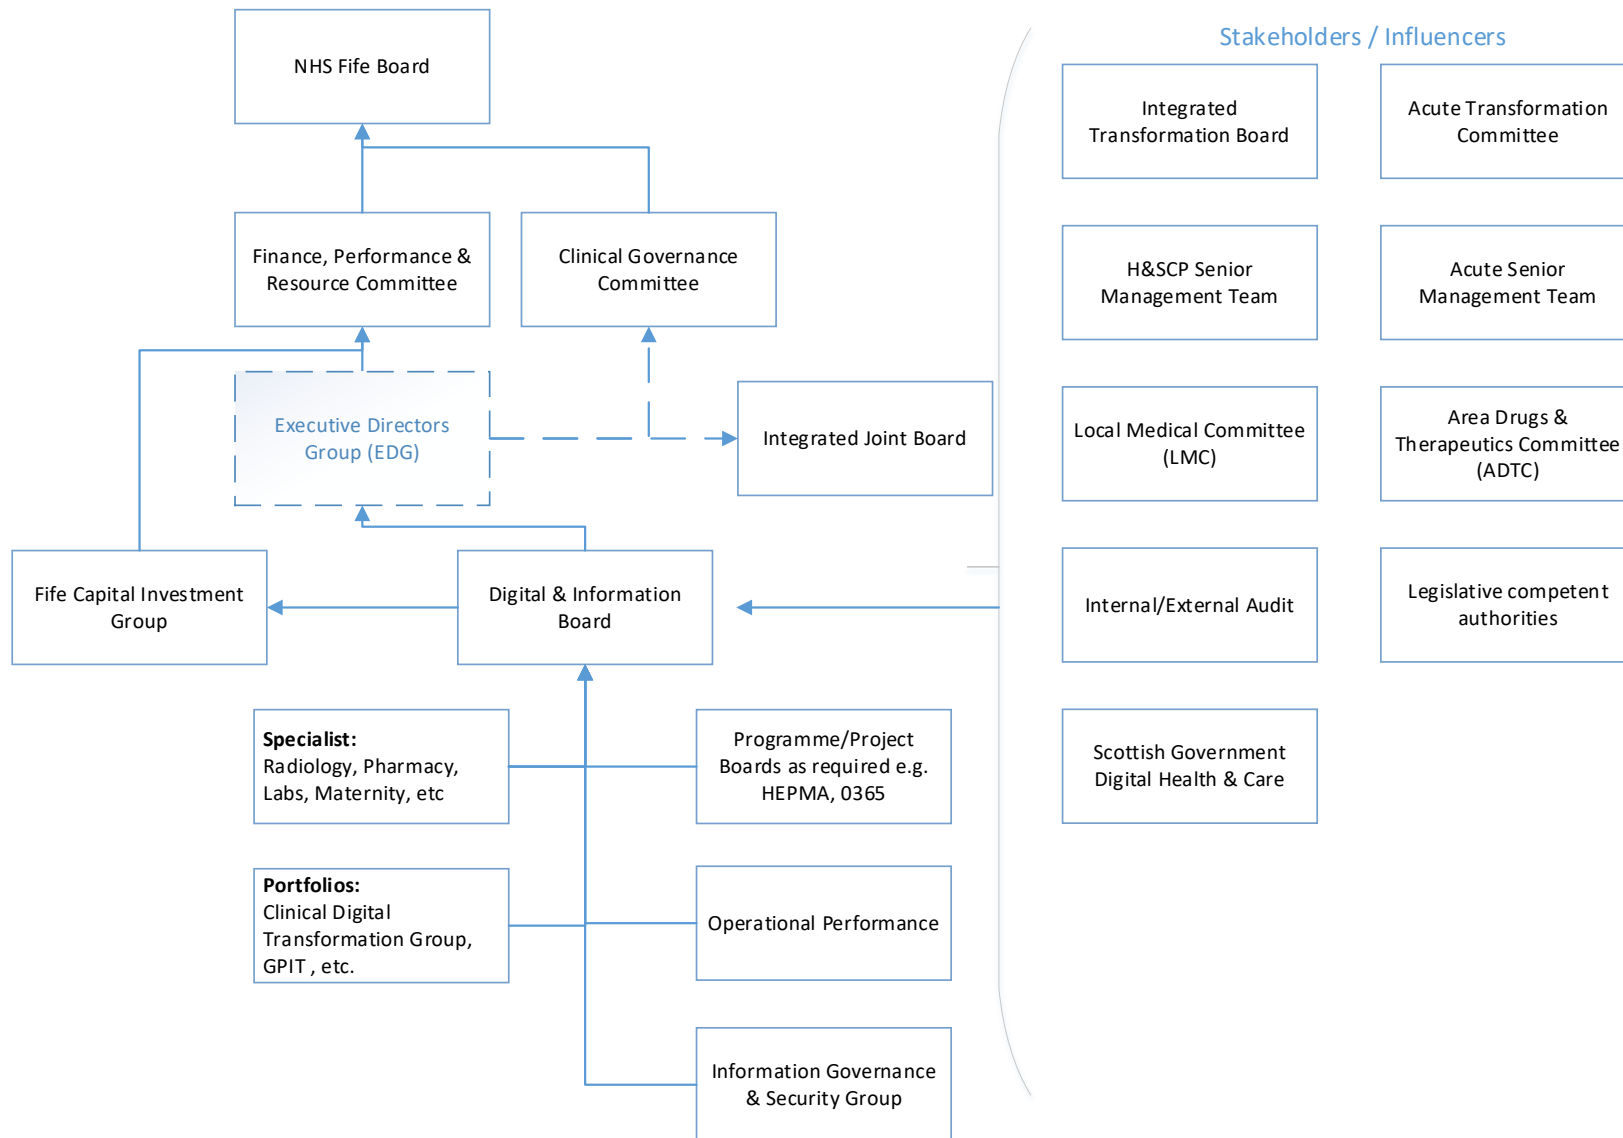 NHS Fife Board
Finance, Performance &
Resource Committee
Clinical Governance
Committee
Executive Directors
Group (EDG)
Integrated Joint Board
Fife Capital Investment
Group
Digital & Information
Board
Specialist:
Radiology, Pharmacy,
Labs, Maternity, etc
Programme/Project
Boards as required e.g.
HEPMA, 0365
Portfolios:
Clinical Digital
Transformation Group,
GPIT , etc.
Operational Performance
Information Governance
& Security Group
Stakeholders / Influencers
Integrated
Transformation Board
Acute Transformation
Committee
H&SCP Senior
Management Team
Acute Senior
Management Team
Local Medical Committee
(LMC)
Area Drugs &
Therapeutics Committee
(ADTC)
Internal/External Audit
Legislative competent
authorities
Scottish Government
Digital Health & Care